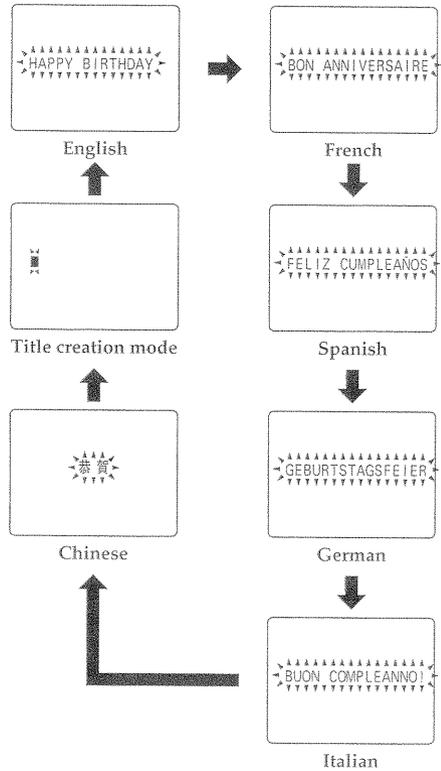 HAPPY BIRTHDAY
English
BON ANNIVERSAIRE
French
FELIZ CUMPLEAÑOS
Spanish
GEBURTSTAGSFEIER
German
BUON COMPLEANNO!
Italian
恭賀
Chinese
Title creation mode